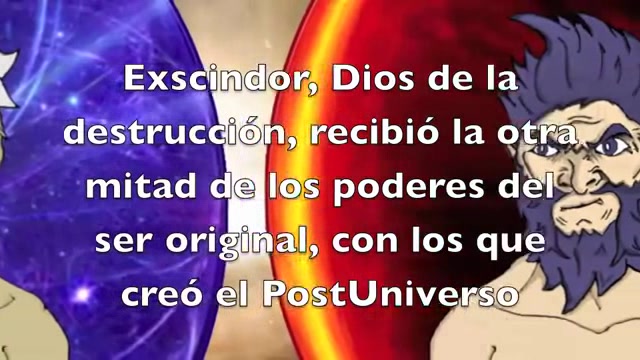 Exscindor, Dios de la
destrucción, recibió la otra
mitad de los poderes del
ser original, con los que
creó el PostUniverso